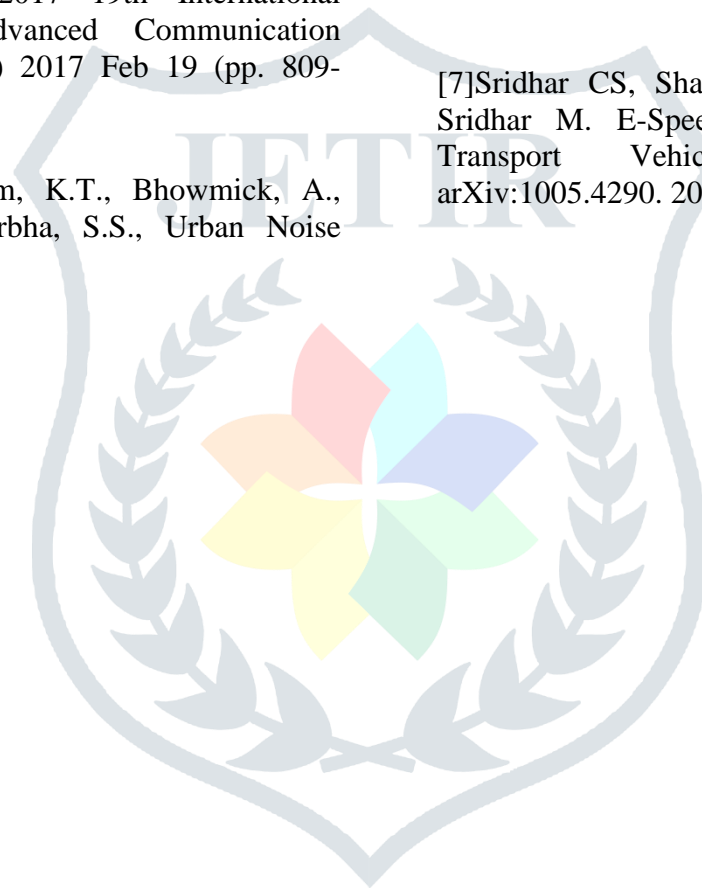 2017 19th International
dvanced Communication
) 2017 Feb 19 (pp. 809-
m, K.T., Bhowmick, A.,
rbha, S.S., Urban Noise
[7]Sridhar CS, Sha
Sridhar M. E-Spee
Transport Vehic
arXiv:1005.4290. 20
JETIR